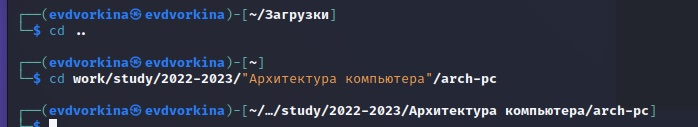 ┌──(evdvorkina㉿evdvorkina)-[~/Загрузки]
└─$ cd ..
┌──(evdvorkina㉿evdvorkina)-[~]
└─$ cd work/study/2022-2023/"Архитектура компьютера"/arch-pc
┌──(evdvorkina㉿evdvorkina)-[~/…/study/2022-2023/Архитектура компьютера/arch-pc]
└─$